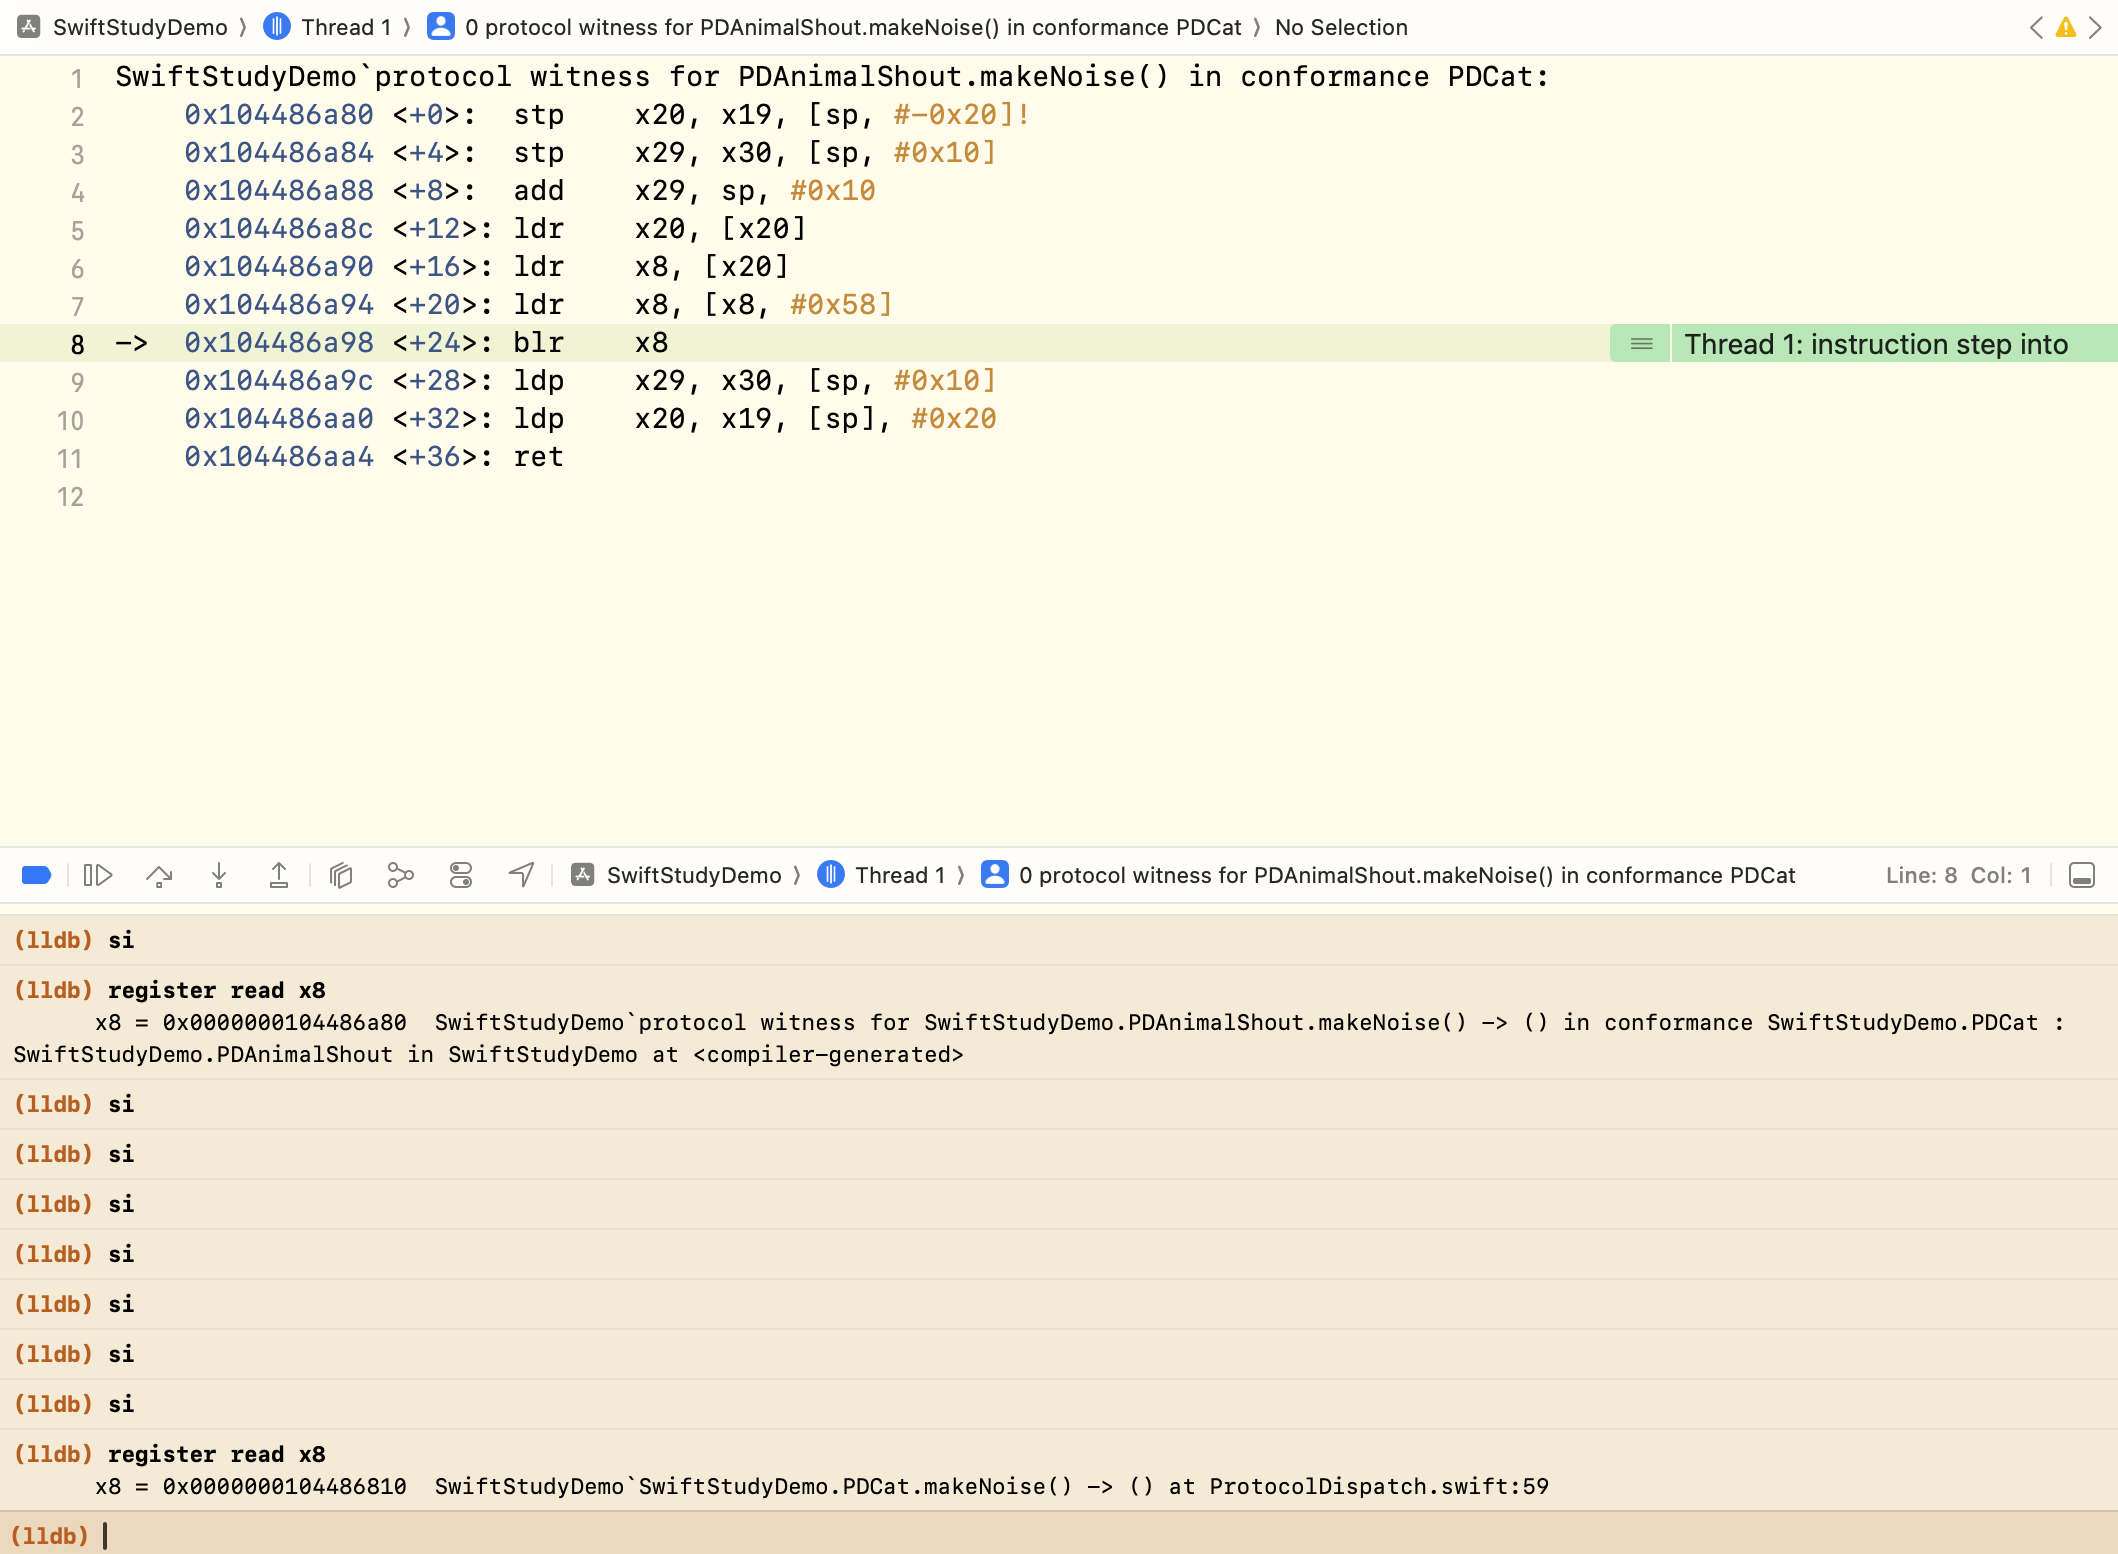 SwiftStudyDemo 〉 Thread 1 〉 0 protocol witness for PDAnimalShout.makeNoise() in conformance PDCat 〉 No Selection
1 SwiftStudyDemo`protocol witness for PDAnimalShout.makeNoise() in conformance PDCat:
2 0x104486a80 <+0>: stp x20, x19, [sp, #-0x20]!
3 0x104486a84 <+4>: stp x29, x30, [sp, #0x10]
4 0x104486a88 <+8>: add x29, sp, #0x10
5 0x104486a8c <+12>: ldr x20, [x20]
6 0x104486a90 <+16>: ldr x8, [x20]
7 0x104486a94 <+20>: ldr x8, [x8, #0x58]
8 -> 0x104486a98 <+24>: blr x8 Thread 1: instruction step into
9 0x104486a9c <+28>: ldp x29, x30, [sp, #0x10]
10 0x104486aa0 <+32>: ldp x20, x19, [sp], #0x20
11 0x104486aa4 <+36>: ret
12
SwiftStudyDemo 〉 Thread 1 〉 0 protocol witness for PDAnimalShout.makeNoise() in conformance PDCat Line: 8 Col: 1
(lldb) si
(lldb) register read x8
x8 = 0x0000000104486a80 SwiftStudyDemo`protocol witness for SwiftStudyDemo.PDAnimalShout.makeNoise() -> () in conformance SwiftStudyDemo.PDCat :
SwiftStudyDemo.PDAnimalShout in SwiftStudyDemo at <compiler-generated>
(lldb) si
(lldb) si
(lldb) si
(lldb) si
(lldb) si
(lldb) si
(lldb) si
(lldb) register read x8
x8 = 0x0000000104486810 SwiftStudyDemo`SwiftStudyDemo.PDCat.makeNoise() -> () at ProtocolDispatch.swift:59
(lldb)